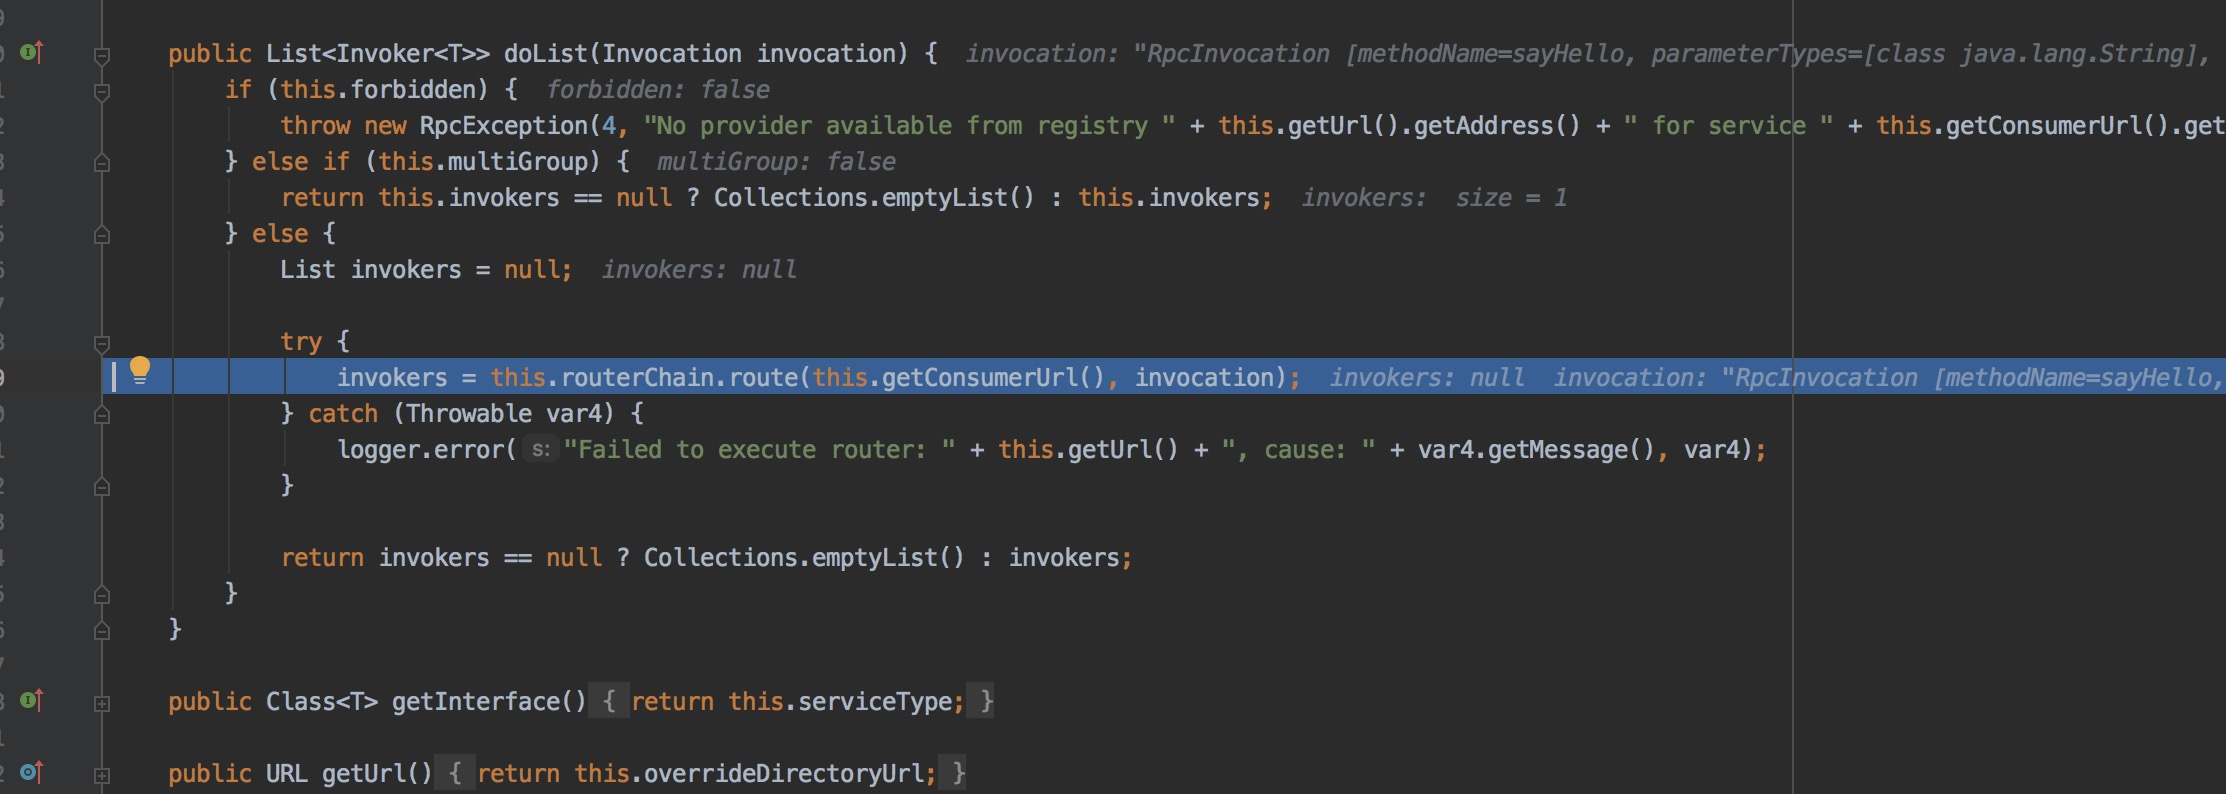 public List<Invoker<T>> doList(Invocation invocation) {  invocation: "RpcInvocation [methodName=sayHello, parameterTypes=[class java.lang.String],
if (this.forbidden) {  forbidden: false
throw new RpcException(4, "No provider available from registry " + this.getUrl().getAddress() + " for service " + this.getConsumerUrl().get
} else if (this.multiGroup) {  multiGroup: false
return this.invokers == null ? Collections.emptyList() : this.invokers;  invokers:  size = 1
} else {
List invokers = null;  invokers: null
try {
invokers = this.routerChain.route(this.getConsumerUrl(), invocation);  invokers: null  invocation: "RpcInvocation [methodName=sayHello,
} catch (Throwable var4) {
logger.error( s: "Failed to execute router: " + this.getUrl() + ", cause: " + var4.getMessage(), var4);
}
return invokers == null ? Collections.emptyList() : invokers;
}
}
public Class<T> getInterface() { return this.serviceType; }
public URL getUrl() { return this.overrideDirectoryUrl; }